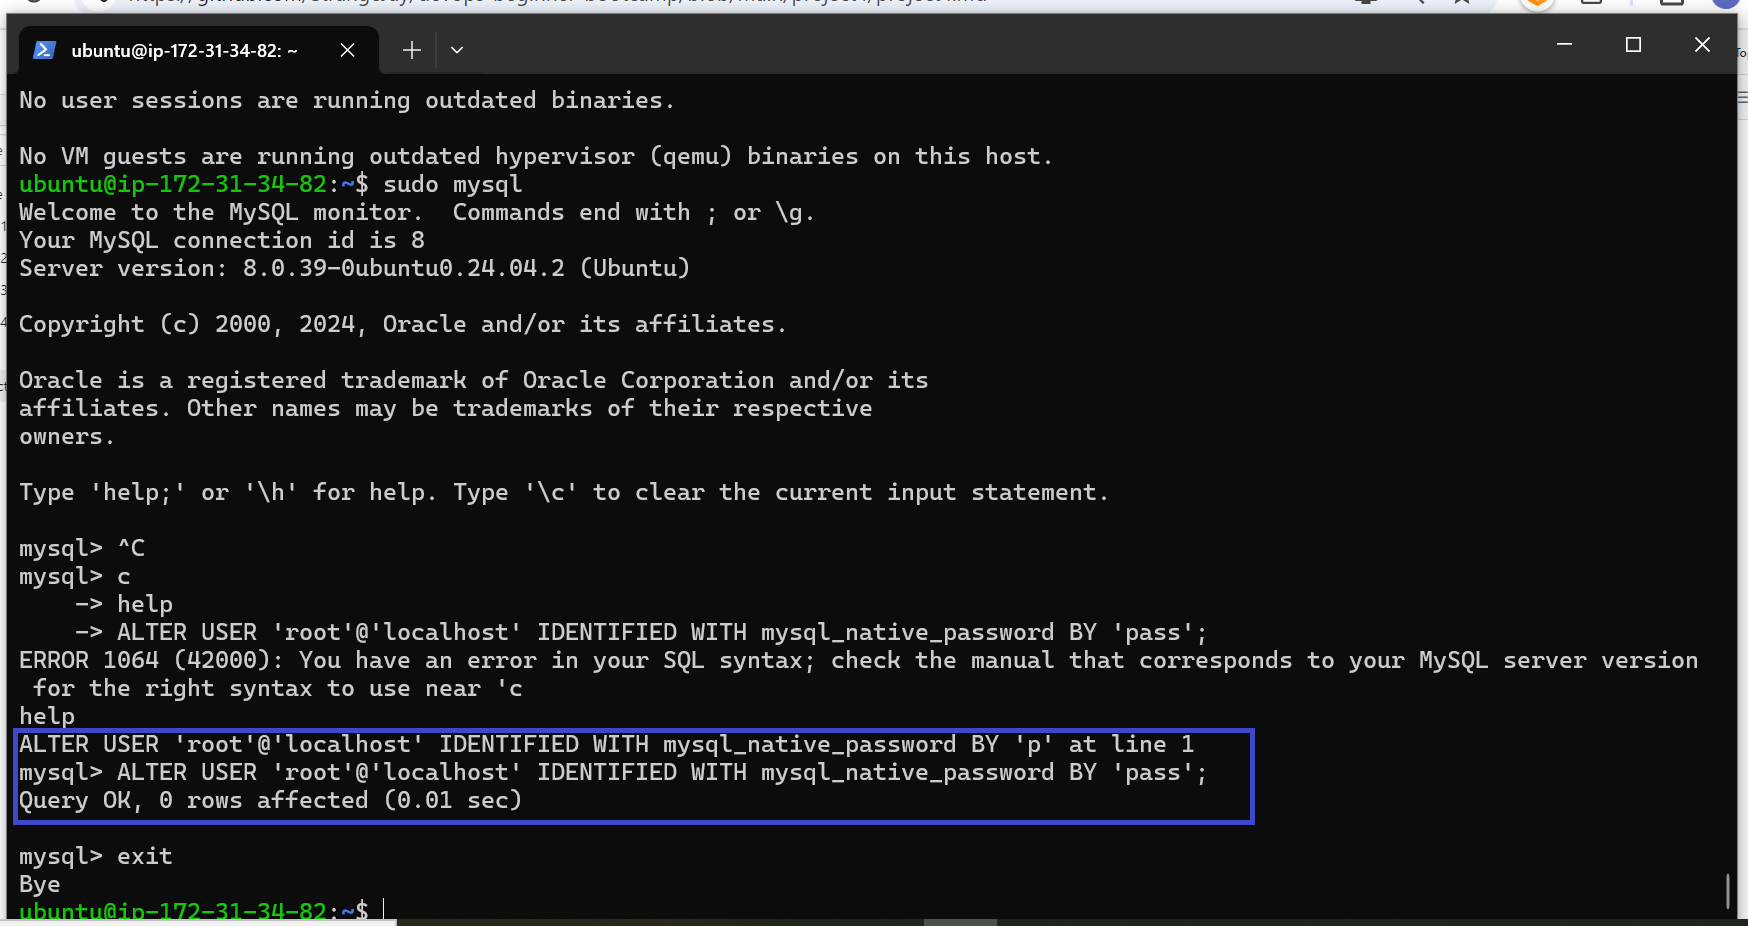 ubuntu@ip-172-31-34-82: ~
No user sessions are running outdated binaries.
No VM guests are running outdated hypervisor (qemu) binaries on this host.
ubuntu@ip-172-31-34-82:~$ sudo mysql
Welcome to the MySQL monitor.  Commands end with ; or \g.
Your MySQL connection id is 8
Server version: 8.0.39-0ubuntu0.24.04.2 (Ubuntu)
Copyright (c) 2000, 2024, Oracle and/or its affiliates.
Oracle is a registered trademark of Oracle Corporation and/or its
affiliates. Other names may be trademarks of their respective
owners.
Type 'help;' or '\h' for help. Type '\c' to clear the current input statement.
mysql> ^C
mysql> c
    -> help
    -> ALTER USER 'root'@'localhost' IDENTIFIED WITH mysql_native_password BY 'pass';
ERROR 1064 (42000): You have an error in your SQL syntax; check the manual that corresponds to your MySQL server version
 for the right syntax to use near 'c
help
ALTER USER 'root'@'localhost' IDENTIFIED WITH mysql_native_password BY 'p' at line 1
mysql> ALTER USER 'root'@'localhost' IDENTIFIED WITH mysql_native_password BY 'pass';
Query OK, 0 rows affected (0.01 sec)
mysql> exit
Bye
ubuntu@ip-172-31-34-82:~$